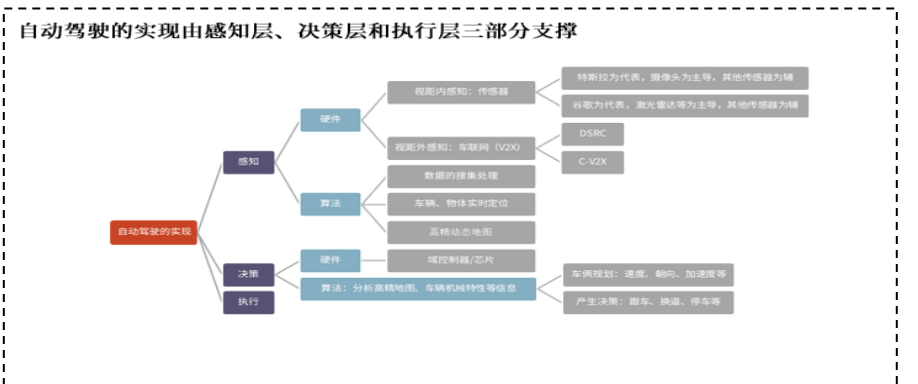 自动驾驶的实现由感知层、决策层和执行层三部分支撑
特斯拉为代表，摄像头为主导，其他传感器为辅
视距内感知：传感器
谷歌为代表，激光雷达等为主导，其他传感器为辅
硬件
DSRC
视距外感知：车联网（V2X）
感知
C-V2X
数据的搜集处理
算法
车辆、物体实时定位
自动驾驶的实现
高精动态地图
硬件
域控制器/芯片
决策
车辆规划：速度、朝向、加速度等
算法：分析高精地图、车辆机械特性等信息
执行
产生决策：跟车、换道、停车等